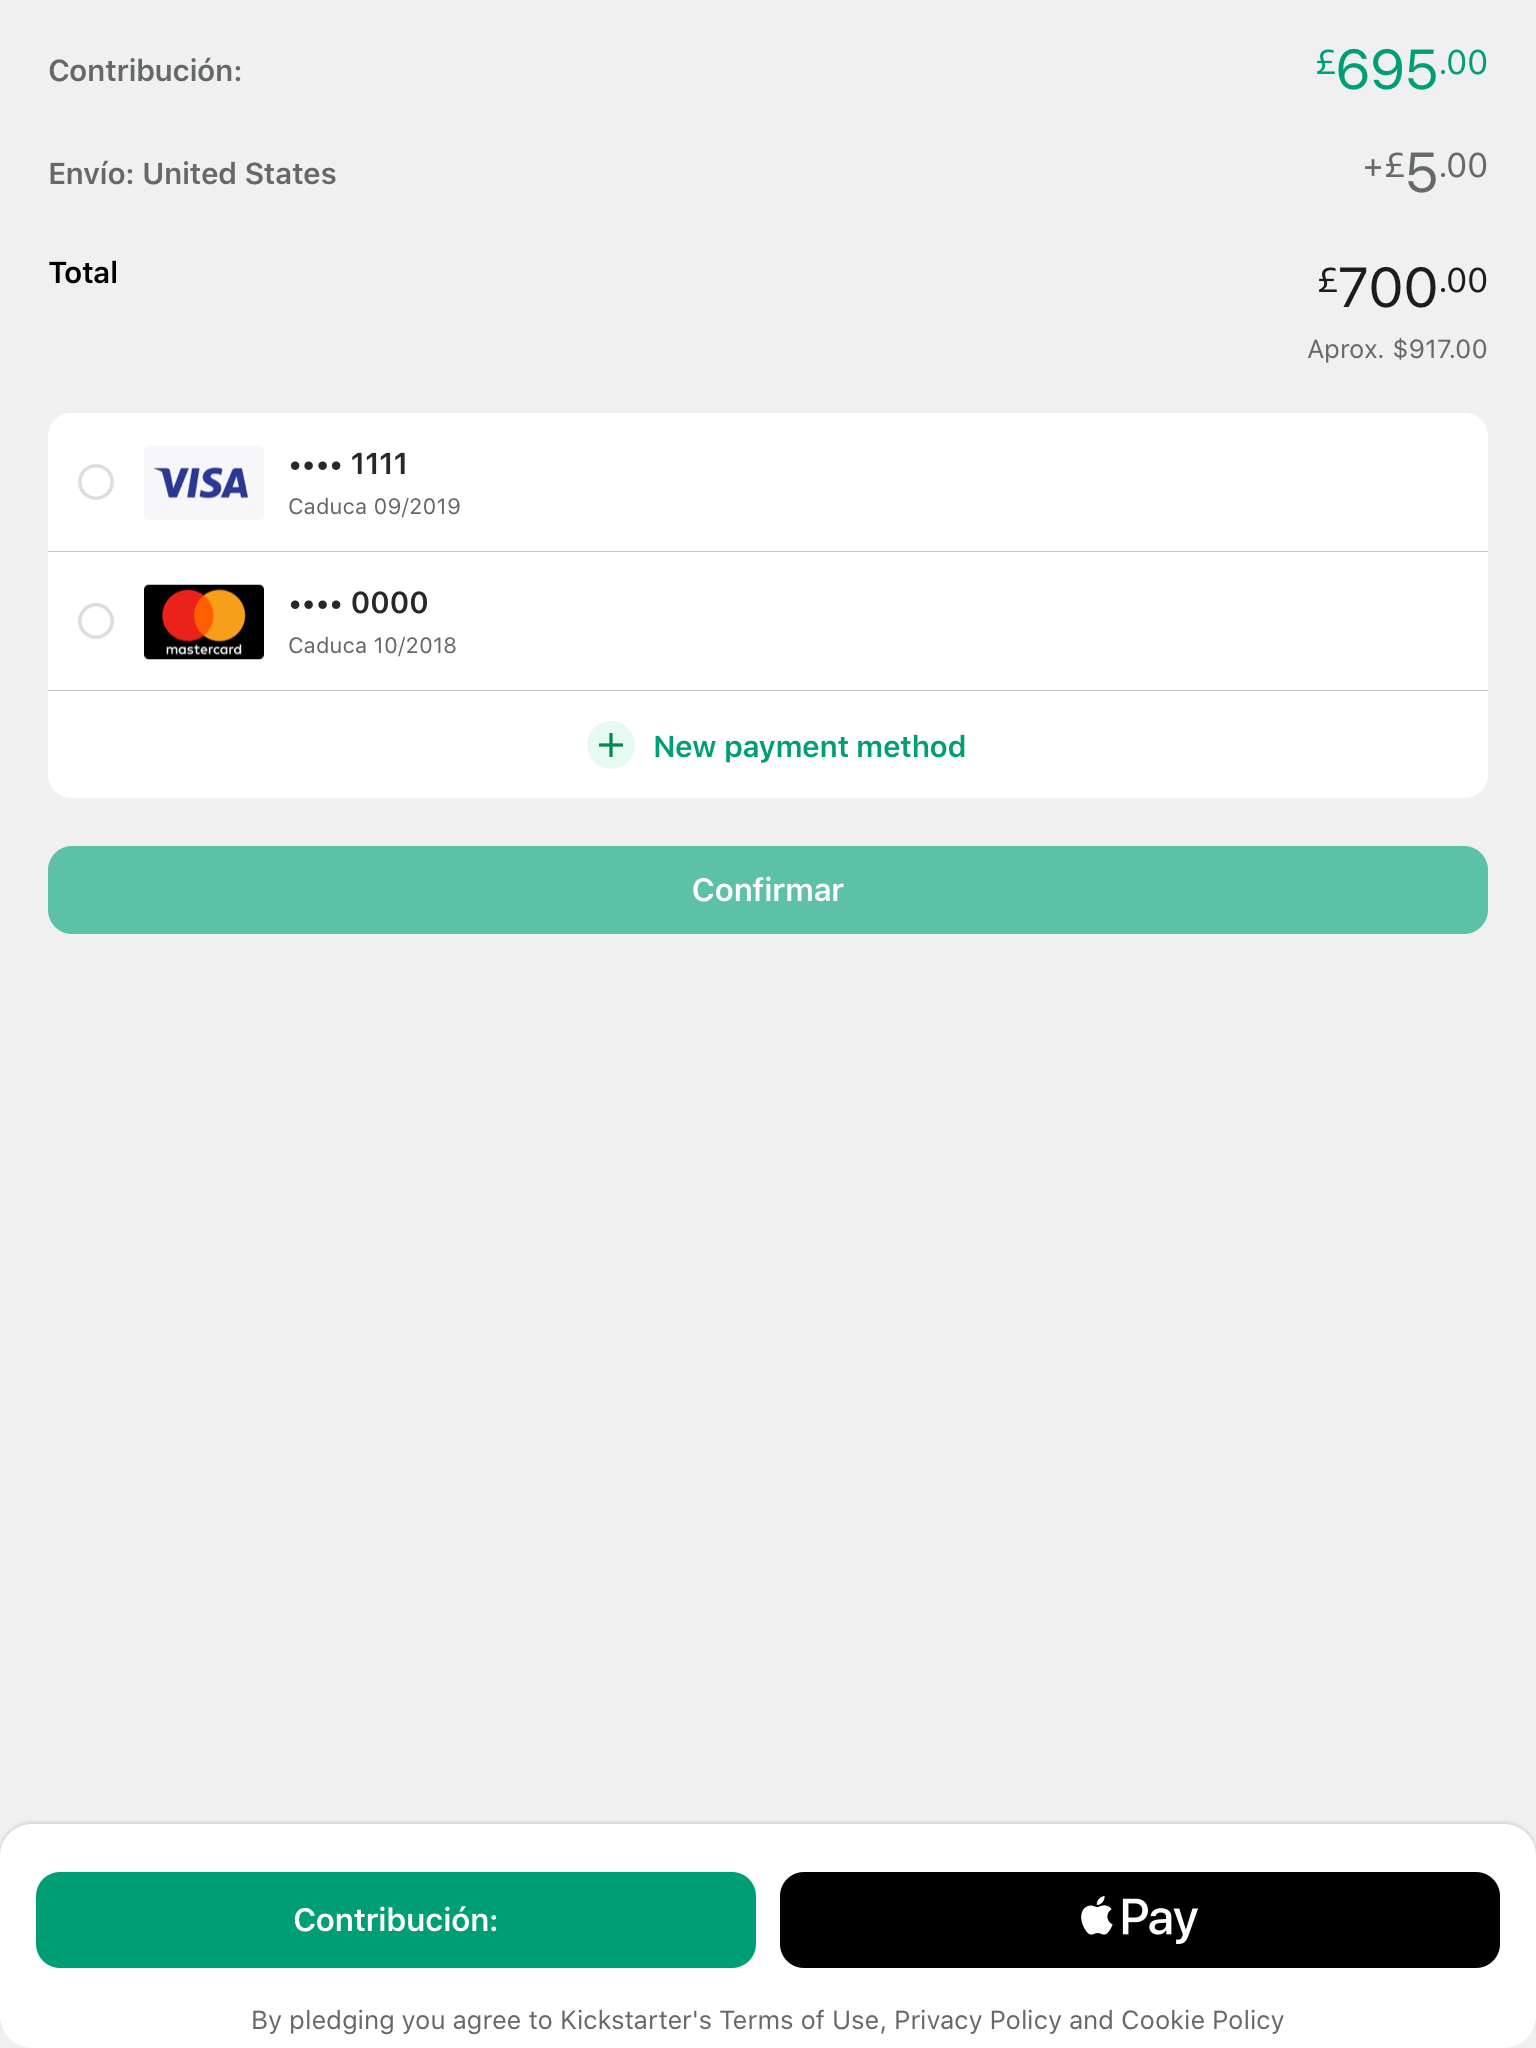 Contribución: £695.00
Envío: United States +£5.00
Total £700.00
Aprox. $917.00
VISA •••• 1111
Caduca 09/2019
mastercard •••• 0000
Caduca 10/2018
+ New payment method
Confirmar
Contribución:
Pay
By pledging you agree to Kickstarter's Terms of Use, Privacy Policy and Cookie Policy